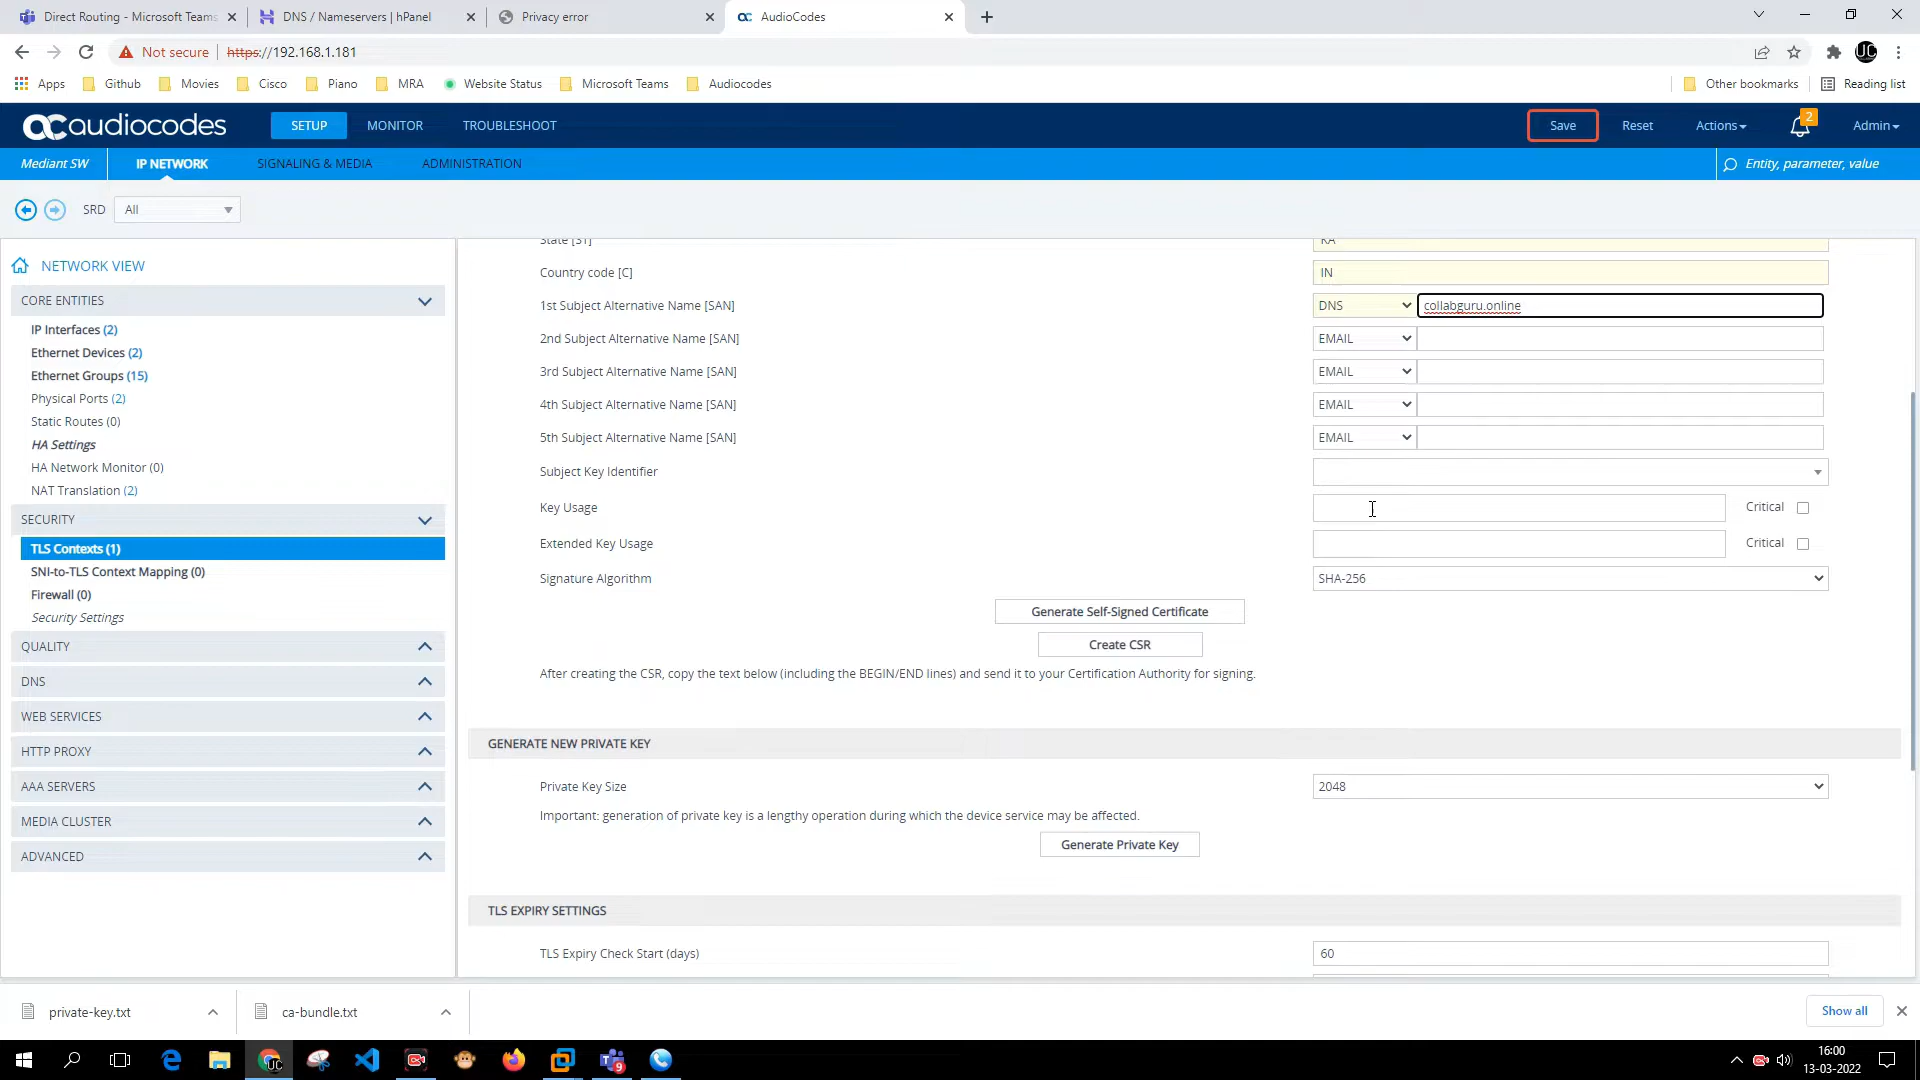 Direct Routing - Microsoft Teams
DNS / Nameservers | hPanel
Privacy error
AudioCodes
Not secure
https://192.168.1.181
UC
Apps
Github
Movies
Cisco
Piano
MRA
Website Status
Microsoft Teams
Audiocodes
Other bookmarks
Reading list
audiocodes
SETUP
MONITOR
TROUBLESHOOT
Save
Reset
Actions
2
Admin
Mediant SW
IP NETWORK
SIGNALING & MEDIA
ADMINISTRATION
Entity, parameter, value
SRD
All
NETWORK VIEW
CORE ENTITIES
IP Interfaces (2)
Ethernet Devices (2)
Ethernet Groups (15)
Physical Ports (2)
Static Routes (0)
HA Settings
HA Network Monitor (0)
NAT Translation (2)
SECURITY
TLS Contexts (1)
SNI-to-TLS Context Mapping (0)
Firewall (0)
Security Settings
QUALITY
DNS
WEB SERVICES
HTTP PROXY
AAA SERVERS
MEDIA CLUSTER
ADVANCED
State [ST]
KA
Country code [C]
IN
1st Subject Alternative Name [SAN]
DNS
collabguru.online
2nd Subject Alternative Name [SAN]
EMAIL
3rd Subject Alternative Name [SAN]
EMAIL
4th Subject Alternative Name [SAN]
EMAIL
5th Subject Alternative Name [SAN]
EMAIL
Subject Key Identifier
Key Usage
Critical
Extended Key Usage
Critical
Signature Algorithm
SHA-256
Generate Self-Signed Certificate
Create CSR
After creating the CSR, copy the text below (including the BEGIN/END lines) and send it to your Certification Authority for signing.
GENERATE NEW PRIVATE KEY
Private Key Size
2048
Important: generation of private key is a lengthy operation during which the device service may be affected.
Generate Private Key
TLS EXPIRY SETTINGS
TLS Expiry Check Start (days)
60
private-key.txt
ca-bundle.txt
Show all
UC
9
16:00
13-03-2022